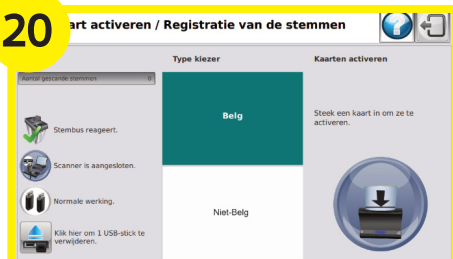 20
art activeren / Registratie van de stemmen
Type kiezer
Kaarten activeren
Aantal gescande stemmen 0
Belg
Steek een kaart in om ze te
activeren.
Stembus reageert.
Scanner is aangesloten.
Normale werking.
Niet-Belg
Klik hier om 1 USB-stick te
verwijderen.